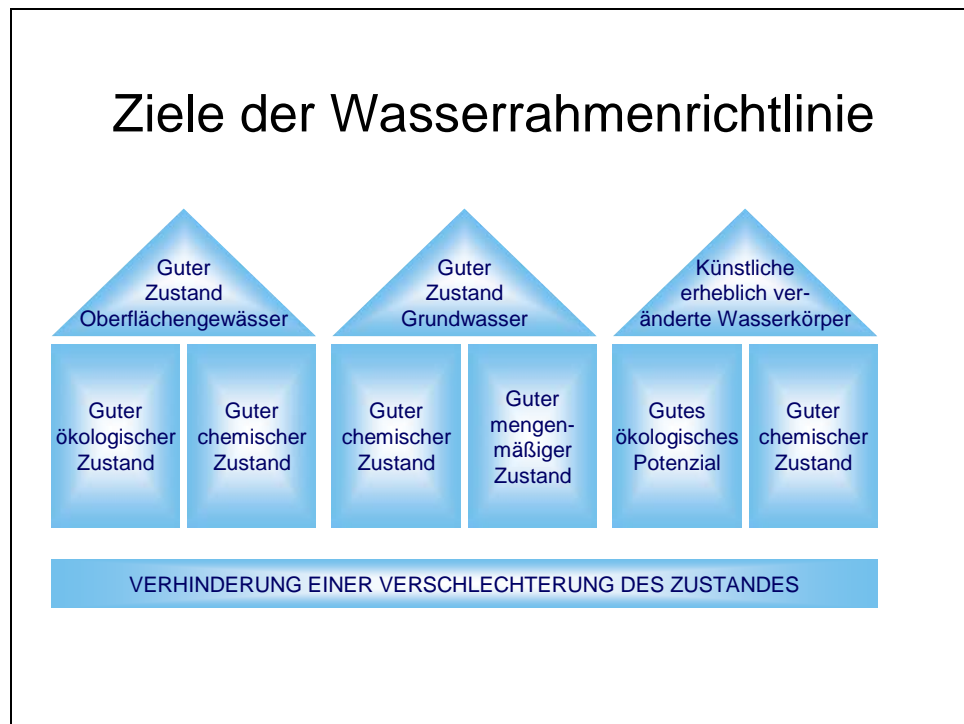 Ziele der Wasserrahmenrichtlinie
Guter
Zustand
Oberflächengewässer
Guter
Zustand
Grundwasser
Künstliche
erheblich ver-
änderte Wasserkörper
Guter
ökologischer
Zustand
Guter
chemischer
Zustand
Guter
chemischer
Zustand
Guter
mengen-
mäßiger
Zustand
Gutes
ökologisches
Potenzial
Guter
chemischer
Zustand
VERHINDERUNG EINER VERSCHLECHTERUNG DES ZUSTANDES